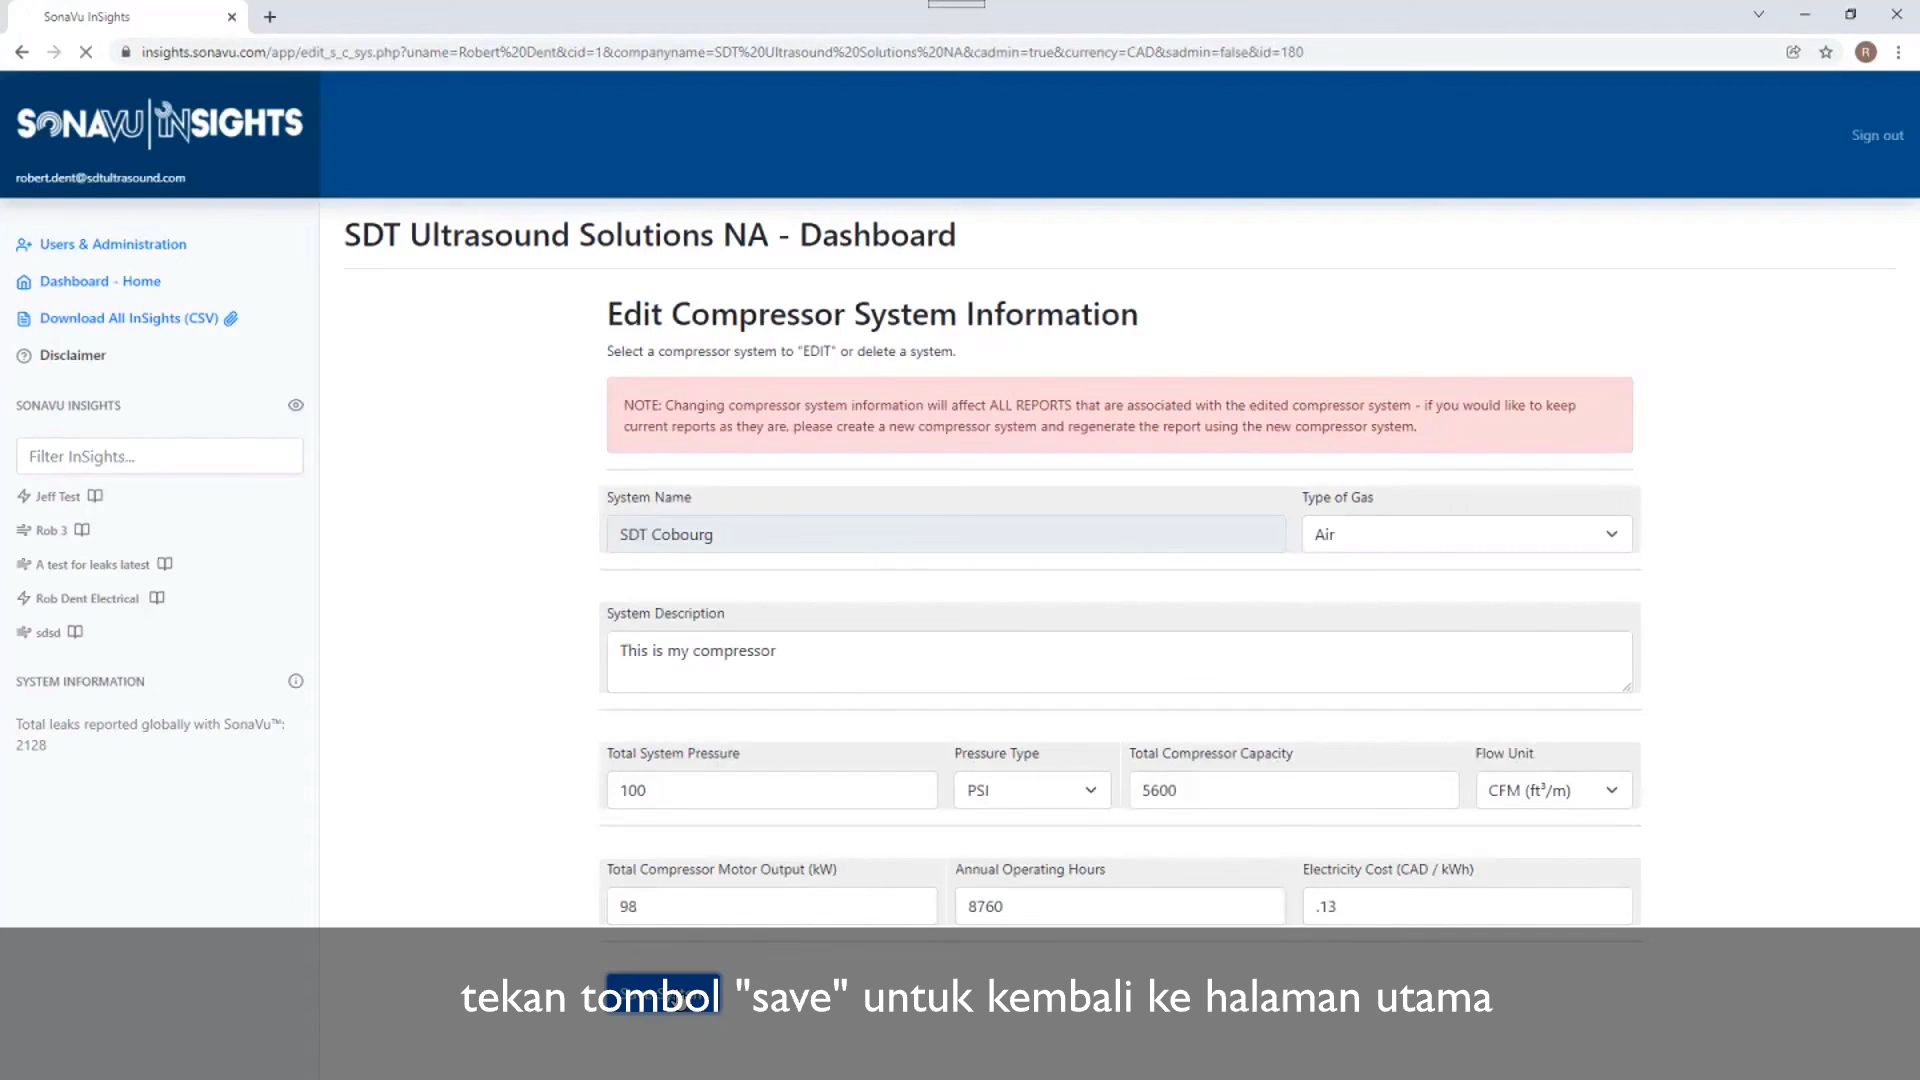 SonaVu InSights
insights.sonavu.com/app/edit_s_c_sys.php?uname=Robert%20Dent&cid=1&companyname=SDT%20Ultrasound%20Solutions%20NA&cadmin=true&currency=CAD&sadmin=false&id=180
R
SONAVU|INSIGHTS
Sign out
robert.dent@sdtultrasound.com
Users & Administration
Dashboard - Home
Download All InSights (CSV)
Disclaimer
SONAVU INSIGHTS
Filter InSights...
Jeff Test
Rob 3
A test for leaks latest
Rob Dent Electrical
sdsd
SYSTEM INFORMATION
Total leaks reported globally with SonaVu™:
2128
SDT Ultrasound Solutions NA - Dashboard
Edit Compressor System Information
Select a compressor system to "EDIT" or delete a system.
NOTE: Changing compressor system information will affect ALL REPORTS that are associated with the edited compressor system - if you would like to keep
current reports as they are, please create a new compressor system and regenerate the report using the new compressor system.
System Name Type of Gas
SDT Cobourg Air
System Description
This is my compressor
Total System Pressure Pressure Type Total Compressor Capacity Flow Unit
100 PSI 5600 CFM (ft³/m)
Total Compressor Motor Output (kW) Annual Operating Hours Electricity Cost (CAD / kWh)
98 8760 .13
tekan tombol "save" untuk kembali ke halaman utama